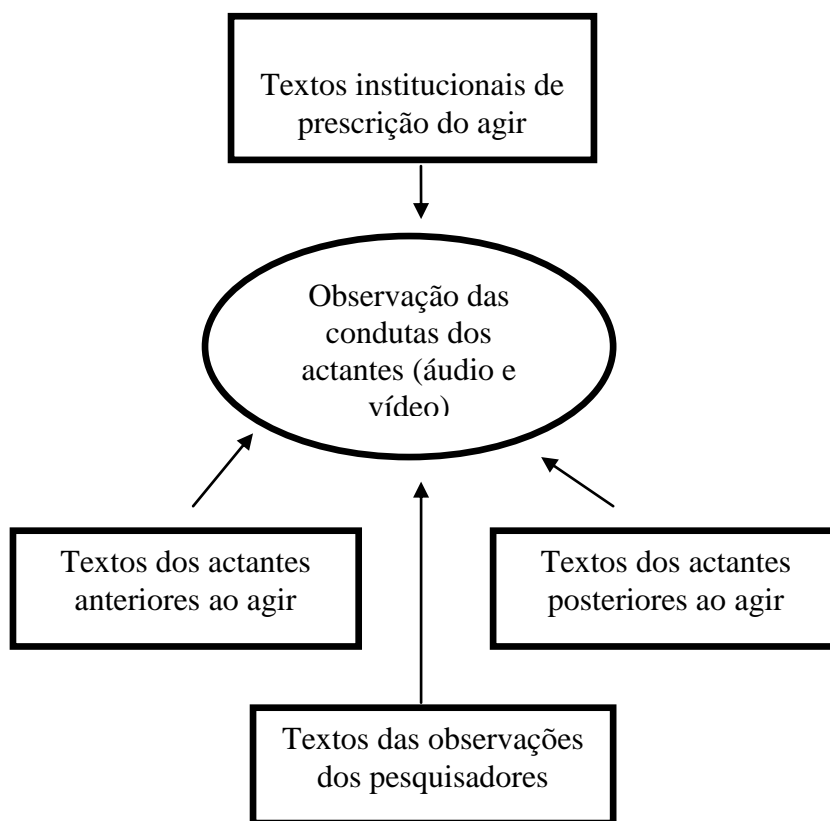 Textos institucionais de
prescrição do agir
Observação das
condutas dos
actantes (áudio e
vídeo)
Textos dos actantes
anteriores ao agir
Textos dos actantes
posteriores ao agir
Textos das observações
dos pesquisadores